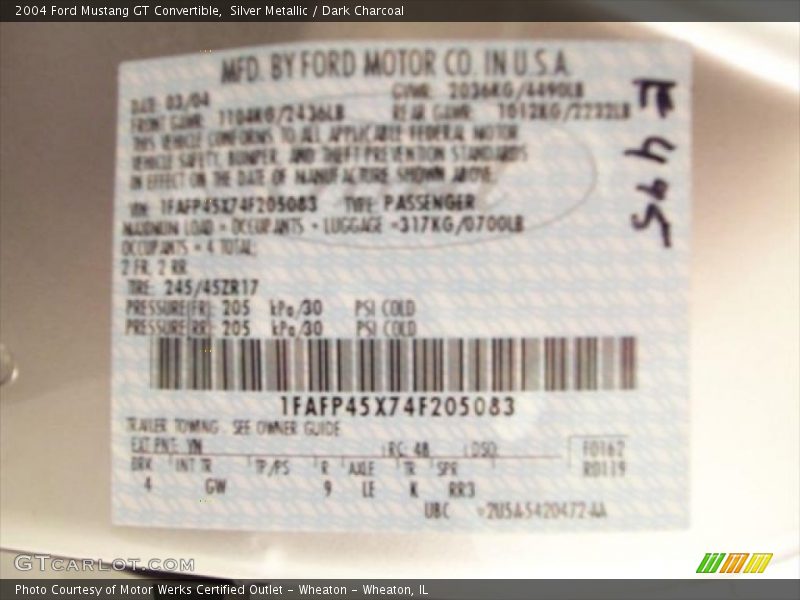 2004 Ford Mustang GT Convertible, Silver Metallic / Dark Charcoal
MFD. BY FORD MOTOR CO. IN U.S.A.
DATE: 03/04 GVWR: 2036KG/4490LB
FRONT GAWR: 1104KG/2436LB REAR GAWR: 1012KG/2232LB
THIS VEHICLE CONFORMS TO ALL APPLICABLE FEDERAL MOTOR
VEHICLE SAFETY, BUMPER, AND THEFT PREVENTION STANDARDS
IN EFFECT ON THE DATE OF MANUFACTURE SHOWN ABOVE.
VIN: 1FAFP45X74F205083 TYPE: PASSENGER
MAXIMUM LOAD = OCCUPANTS + LUGGAGE =317KG/0700LB
OCCUPANTS = 4 TOTAL:
2 FR, 2 RR
TIRE: 245/45ZR17
PRESSURE(FR): 205 kPa/30 PSI COLD
PRESSURE(RR): 205 kPa/30 PSI COLD
1FAFP45X74F205083
TRAILER TOWING - SEE OWNER GUIDE
EXT PNT: YN RC: 48 DSO: F0162
R0119
BRK INT TR TP/PS R AXLE TR SPR
4 GW 9 LE K RR3
UBC
E 495
GTCARLOT.COM
Photo Courtesy of Motor Werks Certified Outlet - Wheaton - Wheaton, IL